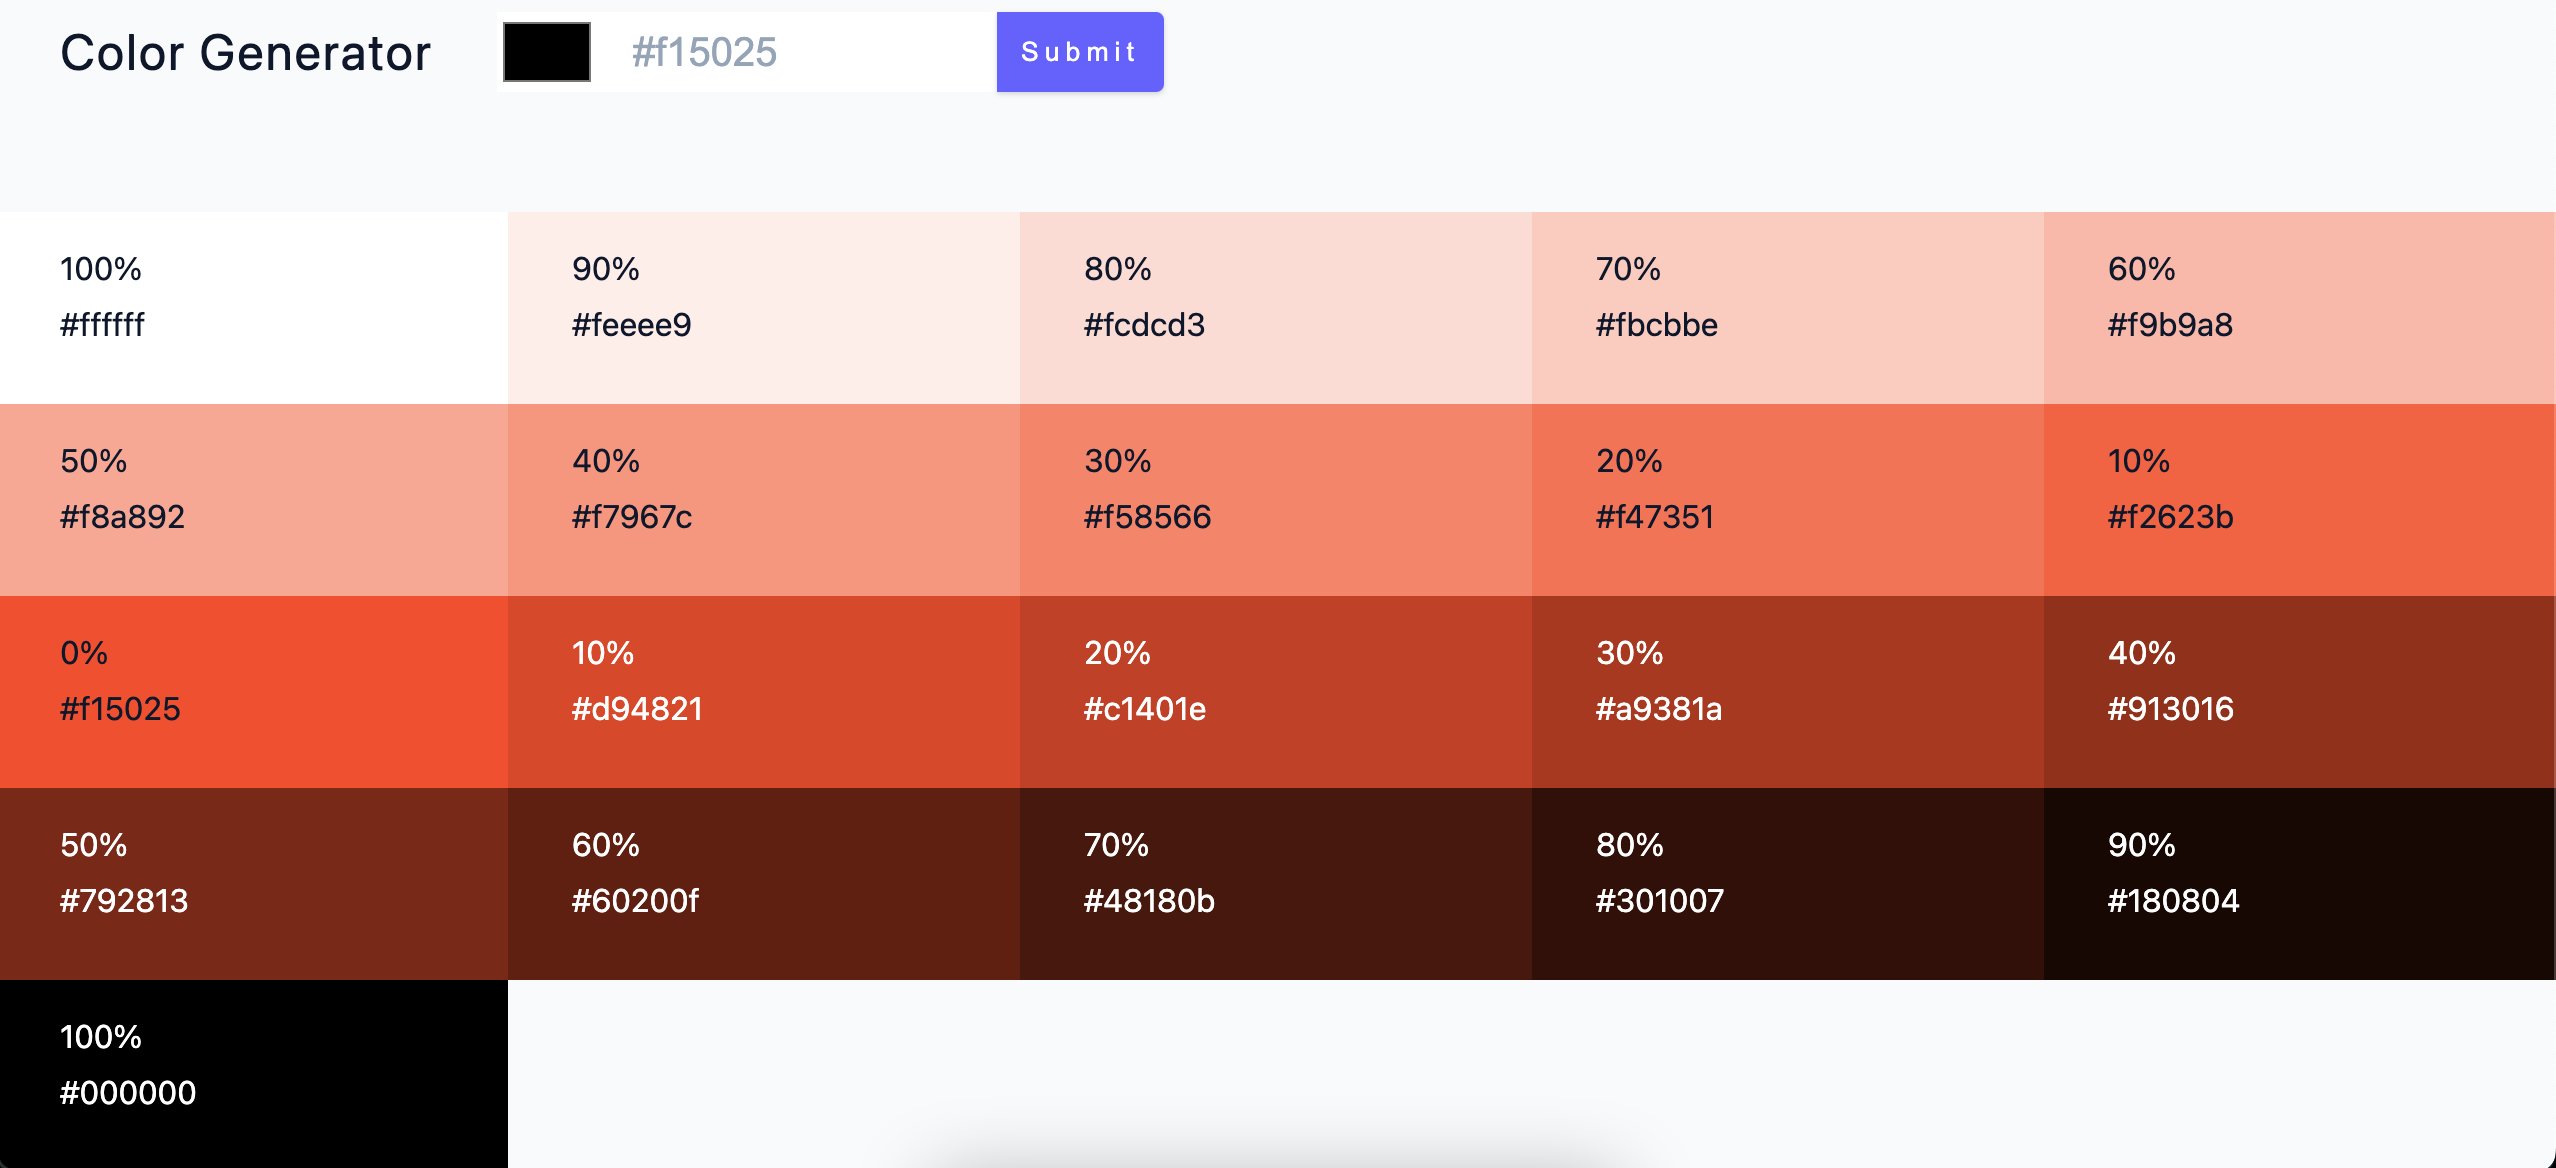 Color Generator
#f15025
Submit
100%
#ffffff
90%
#feeee9
80%
#fcdcd3
70%
#fbcbbe
60%
#f9b9a8
50%
#f8a892
40%
#f7967c
30%
#f58566
20%
#f47351
10%
#f2623b
0%
#f15025
10%
#d94821
20%
#c1401e
30%
#a9381a
40%
#913016
50%
#792813
60%
#60200f
70%
#48180b
80%
#301007
90%
#180804
100%
#000000